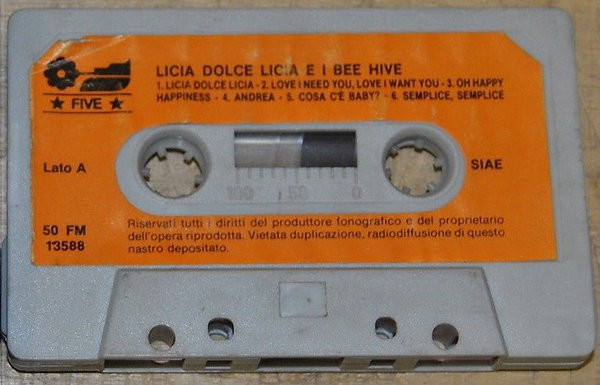 LICIA DOLCE LICIA E I BEE HIVE
1. LICIA DOLCE LICIA - 2. LOVE I NEED YOU, LOVE I WANT YOU - 3. OH HAPPY
HAPPINESS - 4. ANDREA - 5. COSA C'È BABY? - 6. SEMPLICE, SEMPLICE
★ FIVE ★
Lato A
SIAE
100 50 0
50 FM
13588
Riservati tutti i diritti del produttore fonografico e del proprietario
dell'opera riprodotta. Vietata duplicazione, radiodiffusione di questo
nastro depositato.